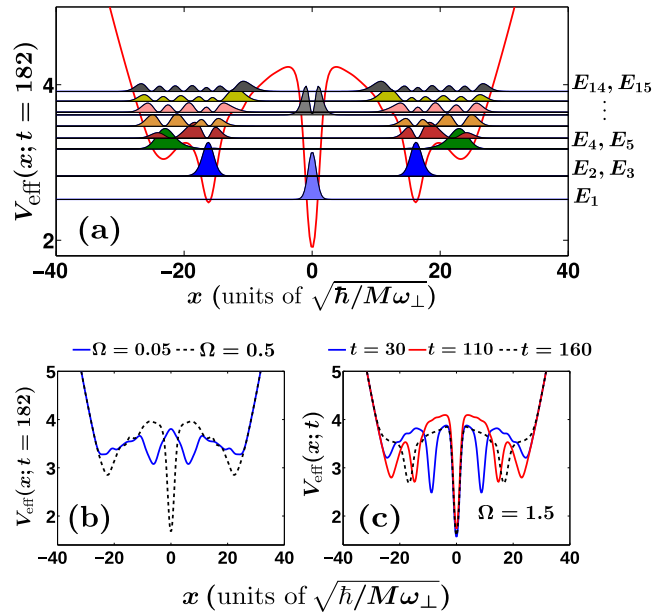 V_eff(x; t = 182)
4
2
E_14, E_15
⋮
E_4, E_5
E_2, E_3
E_1
(a)
−40 −20 0 20 40
x (units of √ℏ/Mω_⊥)
Ω = 0.05 Ω = 0.5
t = 30 t = 110 t = 160
V_eff(x; t = 182)
5
4
3
2
(b)
−40 −20 0 20 40
V_eff(x; t)
5
4
3
2
(c)
Ω = 1.5
−40 −20 0 20 40
x (units of √ℏ/Mω_⊥)